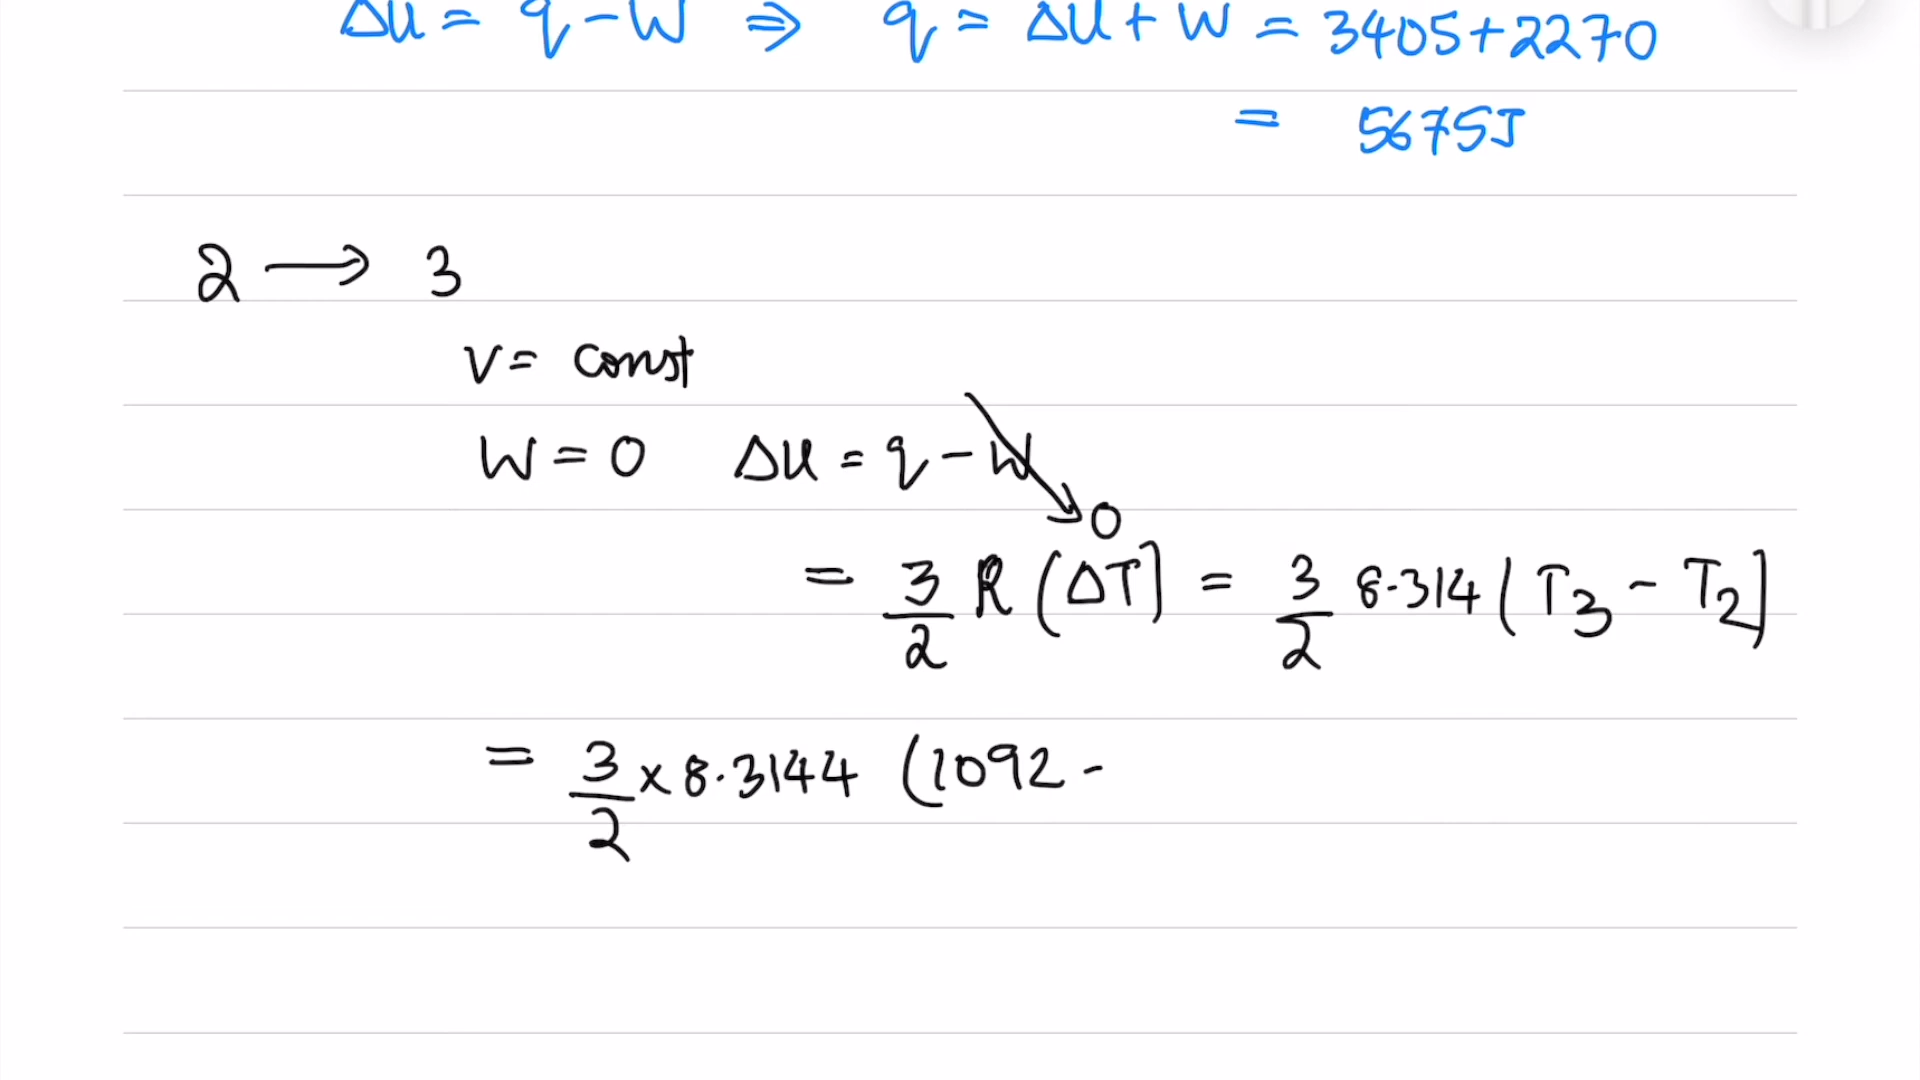 ΔU = q - W ⇒ q = ΔU + W = 3405 + 2270
= 5675J
2 ⟶ 3
V = const
W = 0 ΔU = q - W 0
= 3/2 R (ΔT) = 3/2 8.314 (T3 - T2)
= 3/2 × 8.3144 (1092 -